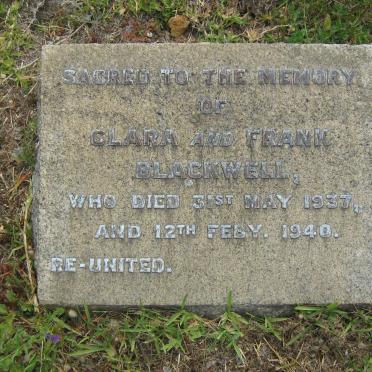 SACRED TO THE MEMORY
OF
CLARA AND FRANK
BLACKWELL,
WHO DIED 31ST MAY 1937,
AND 12TH FEBY. 1940.
RE-UNITED.